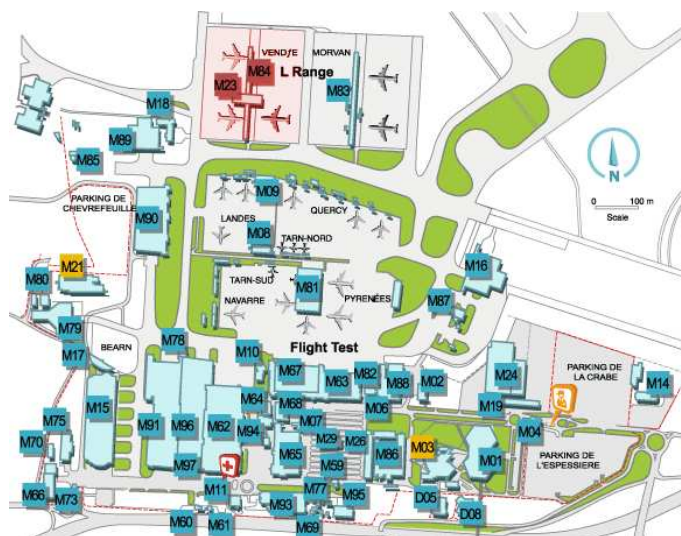 VENDƒE
MORVAN
M84
L Range
M23
M83
M18
M89
M85
M09
PARKING DE
CHEVREFEUILLE
QUERCY
M90
LANDES
M08
TARN-NORD
N
0 100 m
Scale
M21
M16
M80
TARN-SUD
M81
M87
NAVARRE
PYRENÉES
M79
M78
M17
BEARN
M10
Flight Test
M67
M82
M24
PARKING DE
LA CRABE
M63
M88
M02
M14
M64
M15
M68
M06
M19
M75
M91
M96
M62
M94
M07
M04
M70
M29
M26
M03
M65
M86
M01
PARKING DE
L'ESPESSIERE
M97
M59
M66
M73
M11
M77
M95
D05
M93
D08
M60
M61
M69